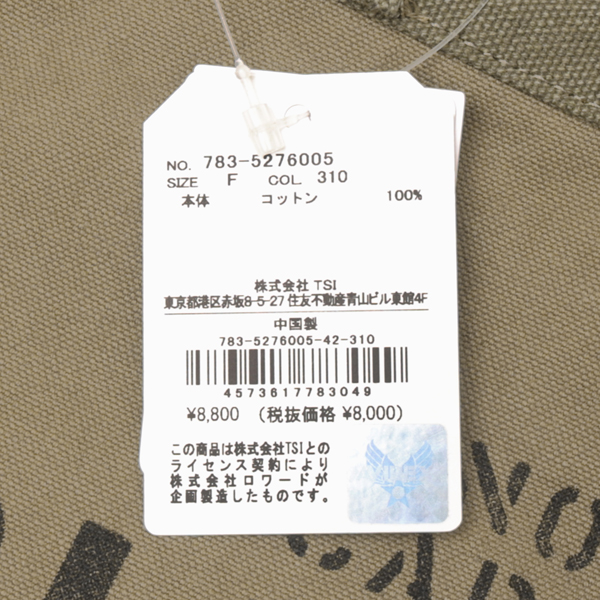 NO. 783-5276005
SIZE F COL. 310
本体 コットン 100%
株式会社 TSI
東京都港区赤坂8-5-27 住友不動産青山ビル東館4F
中国製
783-5276005-42-310
4573617783049
¥8,800 (税抜価格 ¥8,000)
この商品は株式会社TSIとの
ライセンス契約により
株式会社ロワードが
企画製造したものです。